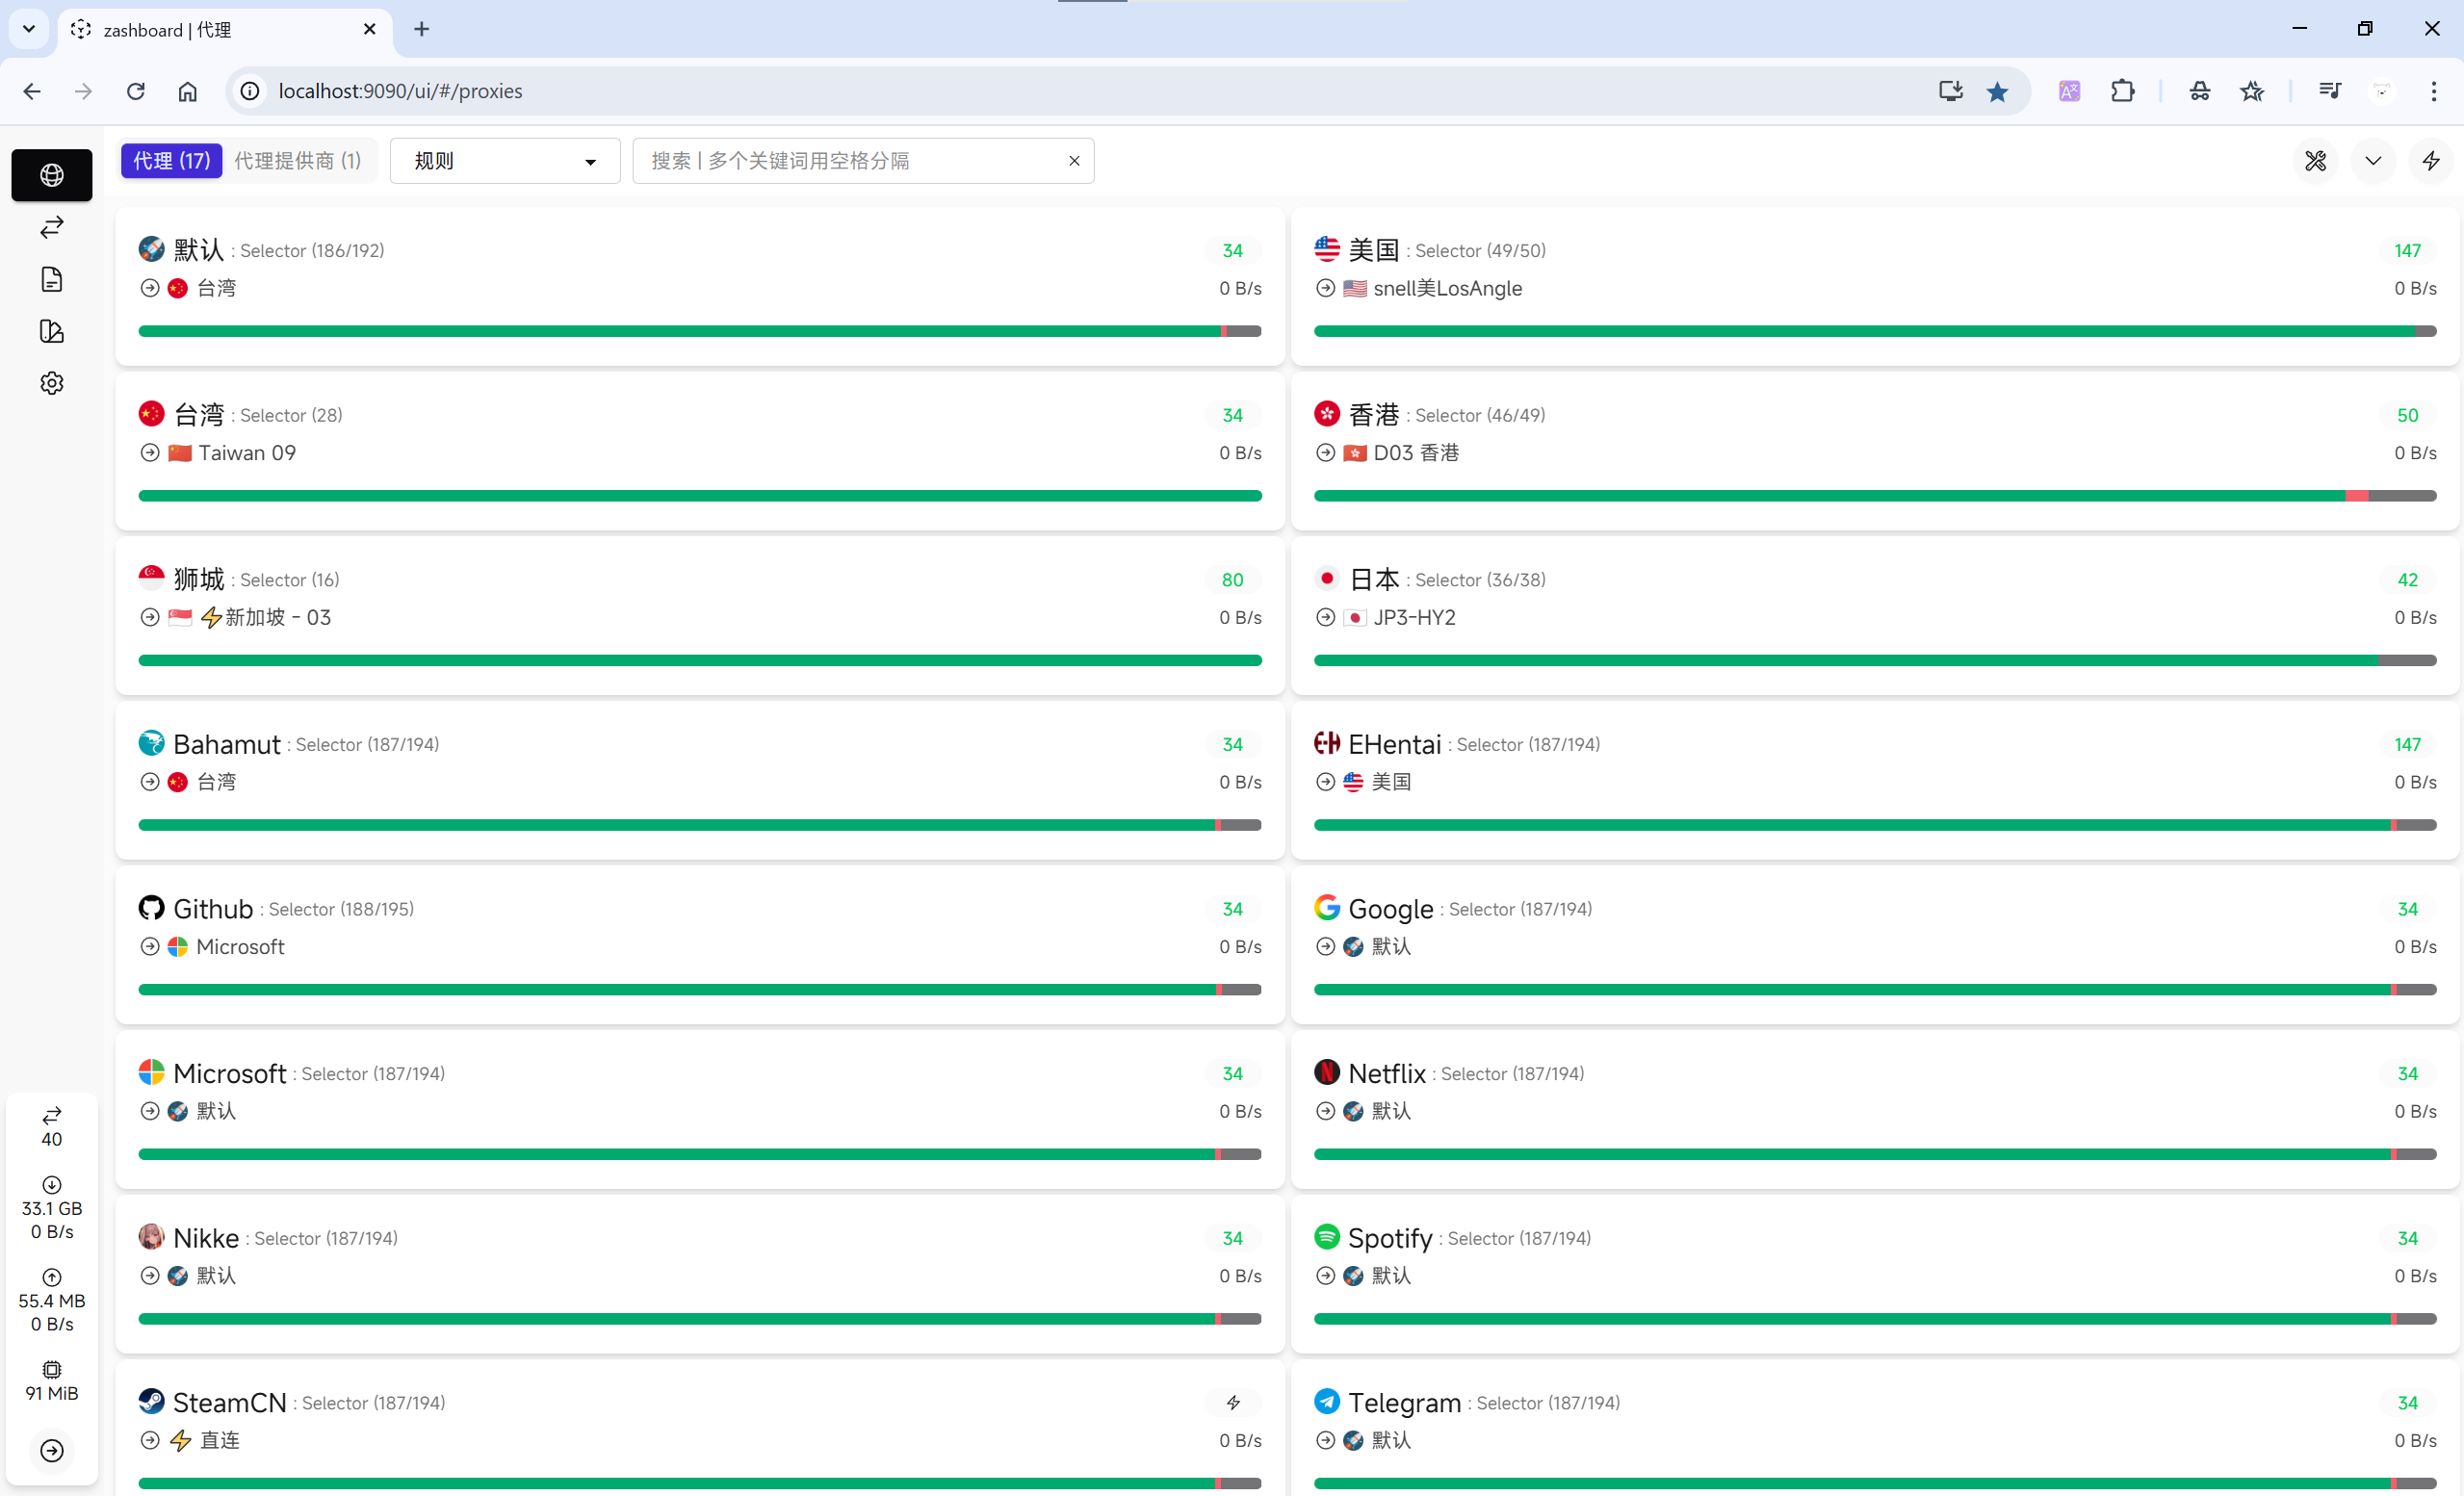 zashboard | 代理
localhost:9090/ui/#/proxies
代理 (17) 代理提供商 (1) 规则 搜索 | 多个关键词用空格分隔
默认 : Selector (186/192) 34
台湾 0 B/s
美国 : Selector (49/50) 147
snell美LosAngle 0 B/s
台湾 : Selector (28) 34
Taiwan 09 0 B/s
香港 : Selector (46/49) 50
D03 香港 0 B/s
狮城 : Selector (16) 80
⚡新加坡 - 03 0 B/s
日本 : Selector (36/38) 42
JP3-HY2 0 B/s
Bahamut : Selector (187/194) 34
台湾 0 B/s
EHentai : Selector (187/194) 147
美国 0 B/s
Github : Selector (188/195) 34
Microsoft 0 B/s
Google : Selector (187/194) 34
默认 0 B/s
Microsoft : Selector (187/194) 34
默认 0 B/s
Netflix : Selector (187/194) 34
默认 0 B/s
Nikke : Selector (187/194) 34
默认 0 B/s
Spotify : Selector (187/194) 34
默认 0 B/s
SteamCN : Selector (187/194)
直连 0 B/s
Telegram : Selector (187/194) 34
默认 0 B/s
40
33.1 GB
0 B/s
55.4 MB
0 B/s
91 MiB